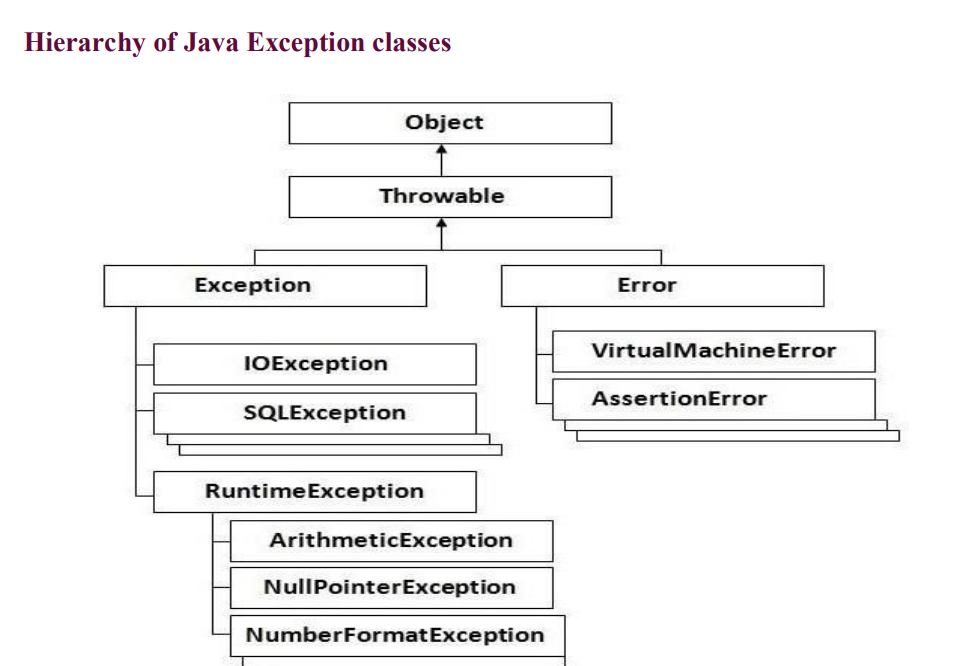 Hierarchy of Java Exception classes
Object
Throwable
Exception
Error
IOException
VirtualMachineError
SQLException
AssertionError
RuntimeException
ArithmeticException
NullPointerException
NumberFormatException